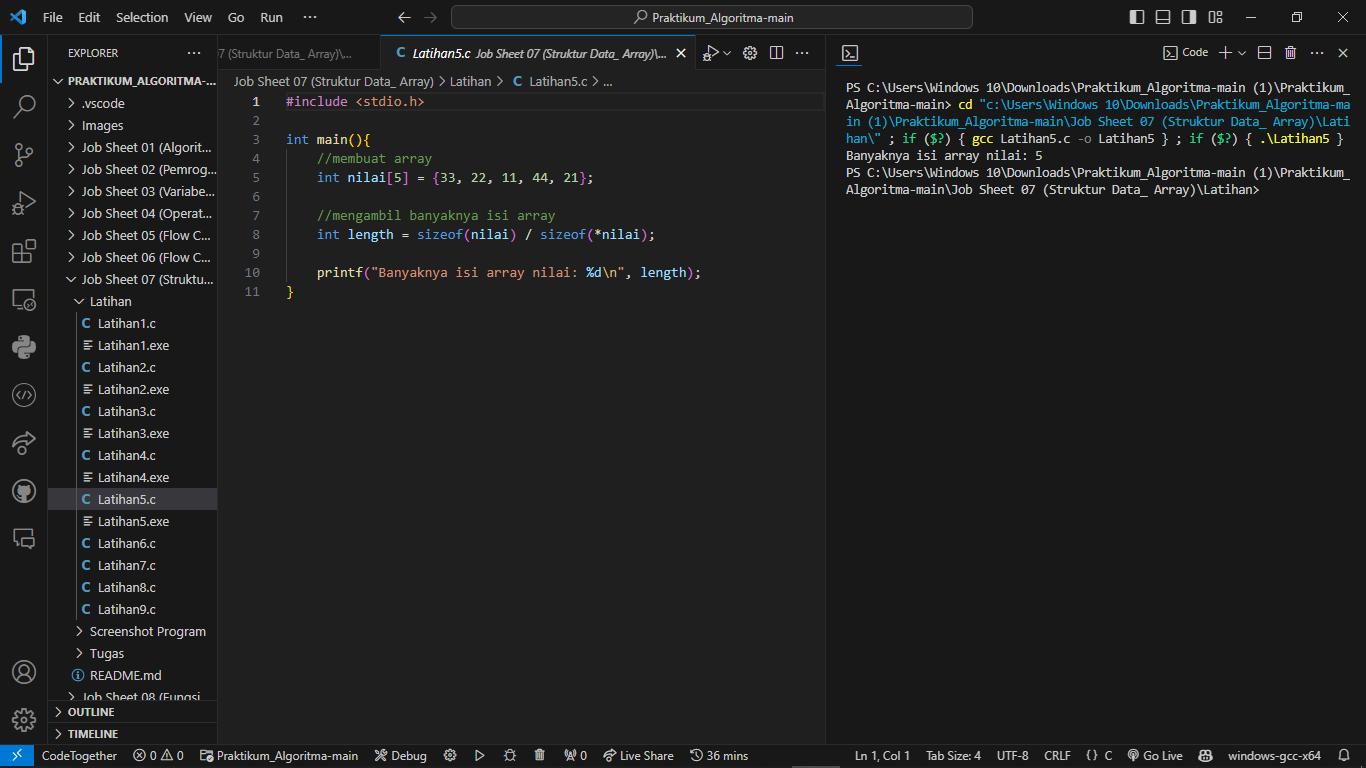 File Edit Selection View Go Run ··· Praktikum_Algoritma-main
EXPLORER ···
PRAKTIKUM_ALGORITMA-...
.vscode
Images
Job Sheet 01 (Algorit...
Job Sheet 02 (Pemrog...
Job Sheet 03 (Variabe...
Job Sheet 04 (Operat...
Job Sheet 05 (Flow C...
Job Sheet 06 (Flow C...
Job Sheet 07 (Struktu...
Latihan
C Latihan1.c
Latihan1.exe
C Latihan2.c
Latihan2.exe
C Latihan3.c
Latihan3.exe
C Latihan4.c
Latihan4.exe
C Latihan5.c
Latihan5.exe
C Latihan6.c
C Latihan7.c
C Latihan8.c
C Latihan9.c
Screenshot Program
Tugas
README.md
Job Sheet 08 (Fungsi
OUTLINE
TIMELINE
7 (Struktur Data_ Array)\... C Latihan5.c Job Sheet 07 (Struktur Data_ Array)\...
Job Sheet 07 (Struktur Data_ Array) > Latihan > C Latihan5.c > ...
1 #include <stdio.h>
2
3 int main(){
4 //membuat array
5 int nilai[5] = {33, 22, 11, 44, 21};
6
7 //mengambil banyaknya isi array
8 int length = sizeof(nilai) / sizeof(*nilai);
9
10 printf("Banyaknya isi array nilai: %d\n", length);
11 }
Code
PS C:\Users\Windows 10\Downloads\Praktikum_Algoritma-main (1)\Praktikum_
Algoritma-main> cd "c:\Users\Windows 10\Downloads\Praktikum_Algoritma-ma
in (1)\Praktikum_Algoritma-main\Job Sheet 07 (Struktur Data_ Array)\Lati
han\" ; if ($?) { gcc Latihan5.c -o Latihan5 } ; if ($?) { .\Latihan5 }
Banyaknya isi array nilai: 5
PS C:\Users\Windows 10\Downloads\Praktikum_Algoritma-main (1)\Praktikum_
Algoritma-main\Job Sheet 07 (Struktur Data_ Array)\Latihan>
CodeTogether 0 0 Praktikum_Algoritma-main Debug 0 Live Share 36 mins Ln 1, Col 1 Tab Size: 4 UTF-8 CRLF {} C Go Live windows-gcc-x64